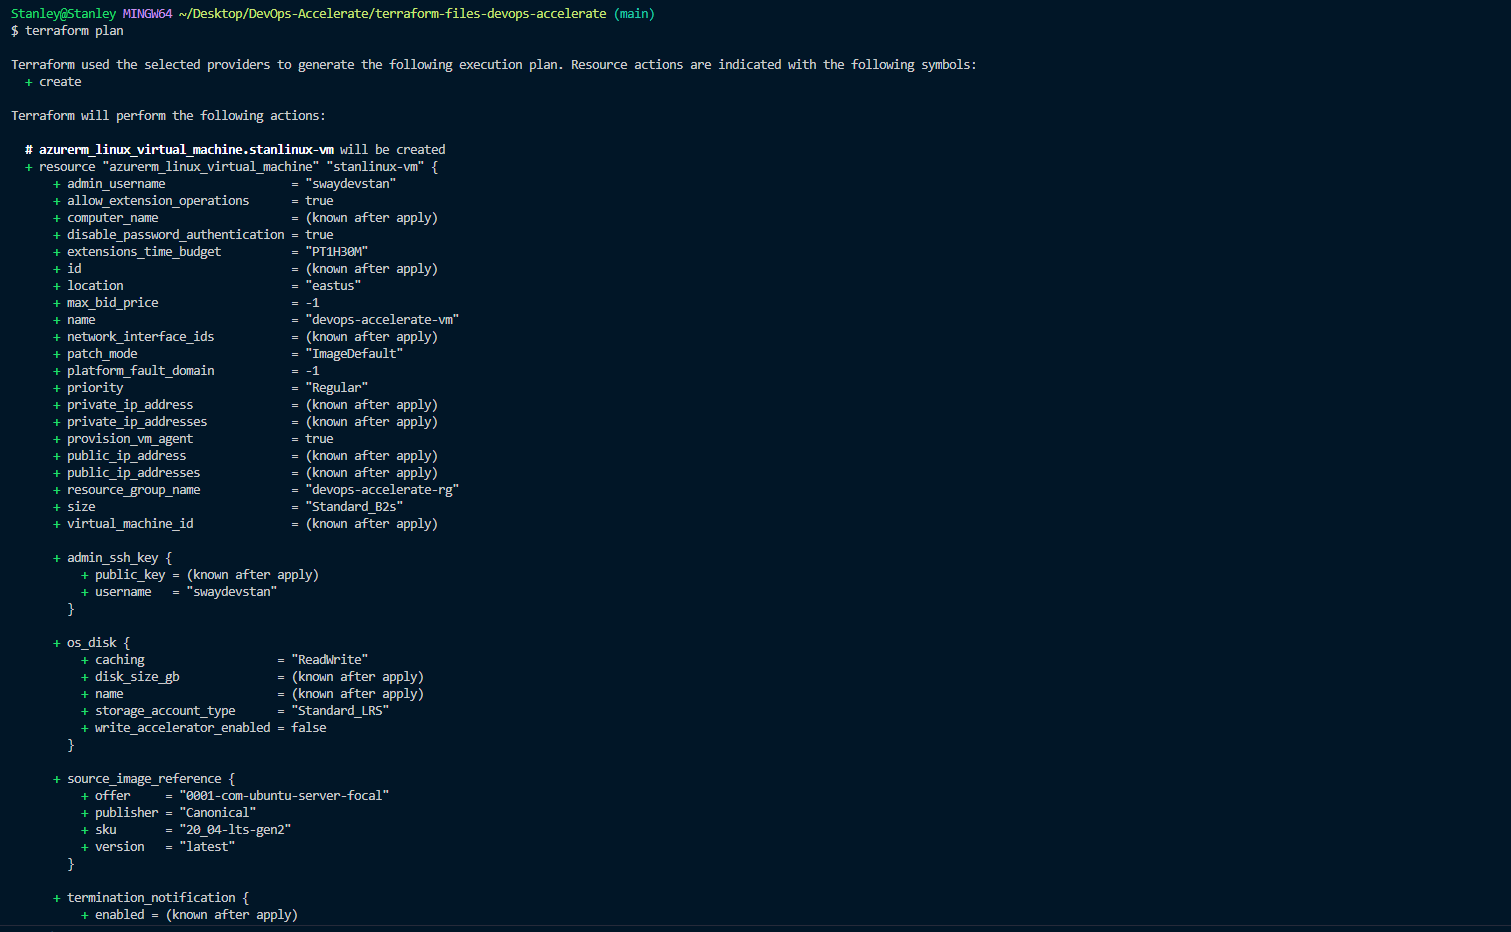 Stanley@Stanley MINGW64 ~/Desktop/DevOps-Accelerate/terraform-files-devops-accelerate (main)
$ terraform plan

Terraform used the selected providers to generate the following execution plan. Resource actions are indicated with the following symbols:
  + create

Terraform will perform the following actions:

  # azurerm_linux_virtual_machine.stanlinux-vm will be created
  + resource "azurerm_linux_virtual_machine" "stanlinux-vm" {
      + admin_username                  = "swaydevstan"
      + allow_extension_operations      = true
      + computer_name                   = (known after apply)
      + disable_password_authentication = true
      + extensions_time_budget          = "PT1H30M"
      + id                              = (known after apply)
      + location                        = "eastus"
      + max_bid_price                   = -1
      + name                            = "devops-accelerate-vm"
      + network_interface_ids           = (known after apply)
      + patch_mode                      = "ImageDefault"
      + platform_fault_domain           = -1
      + priority                        = "Regular"
      + private_ip_address              = (known after apply)
      + private_ip_addresses            = (known after apply)
      + provision_vm_agent              = true
      + public_ip_address               = (known after apply)
      + public_ip_addresses             = (known after apply)
      + resource_group_name             = "devops-accelerate-rg"
      + size                            = "Standard_B2s"
      + virtual_machine_id              = (known after apply)

      + admin_ssh_key {
          + public_key = (known after apply)
          + username   = "swaydevstan"
        }

      + os_disk {
          + caching                   = "ReadWrite"
          + disk_size_gb              = (known after apply)
          + name                      = (known after apply)
          + storage_account_type      = "Standard_LRS"
          + write_accelerator_enabled = false
        }

      + source_image_reference {
          + offer     = "0001-com-ubuntu-server-focal"
          + publisher = "Canonical"
          + sku       = "20_04-lts-gen2"
          + version   = "latest"
        }

      + termination_notification {
          + enabled = (known after apply)